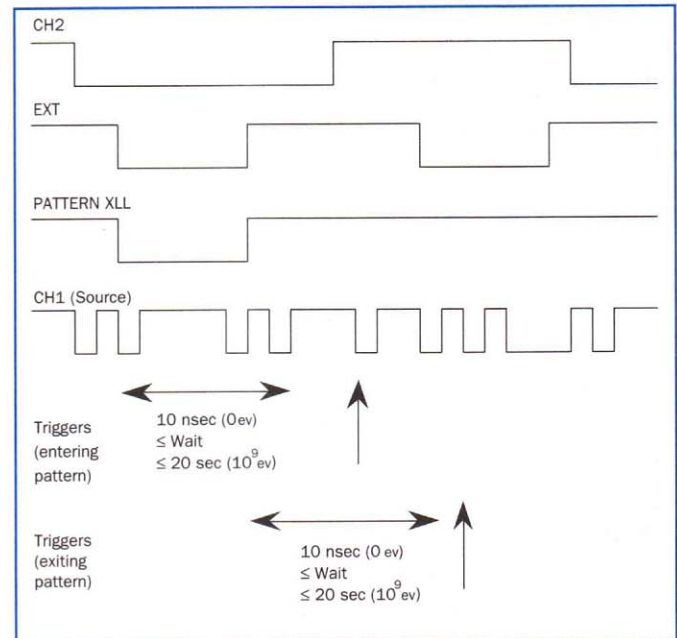 CH2
EXT
PATTERN XLL
CH1 (Source)
Triggers
(entering
pattern)
10 nsec (0ev)
≤ Wait
≤ 20 sec (10⁹ev)
Triggers
(exiting
pattern)
10 nsec (0 ev)
≤ Wait
≤ 20 sec (10⁹ev)